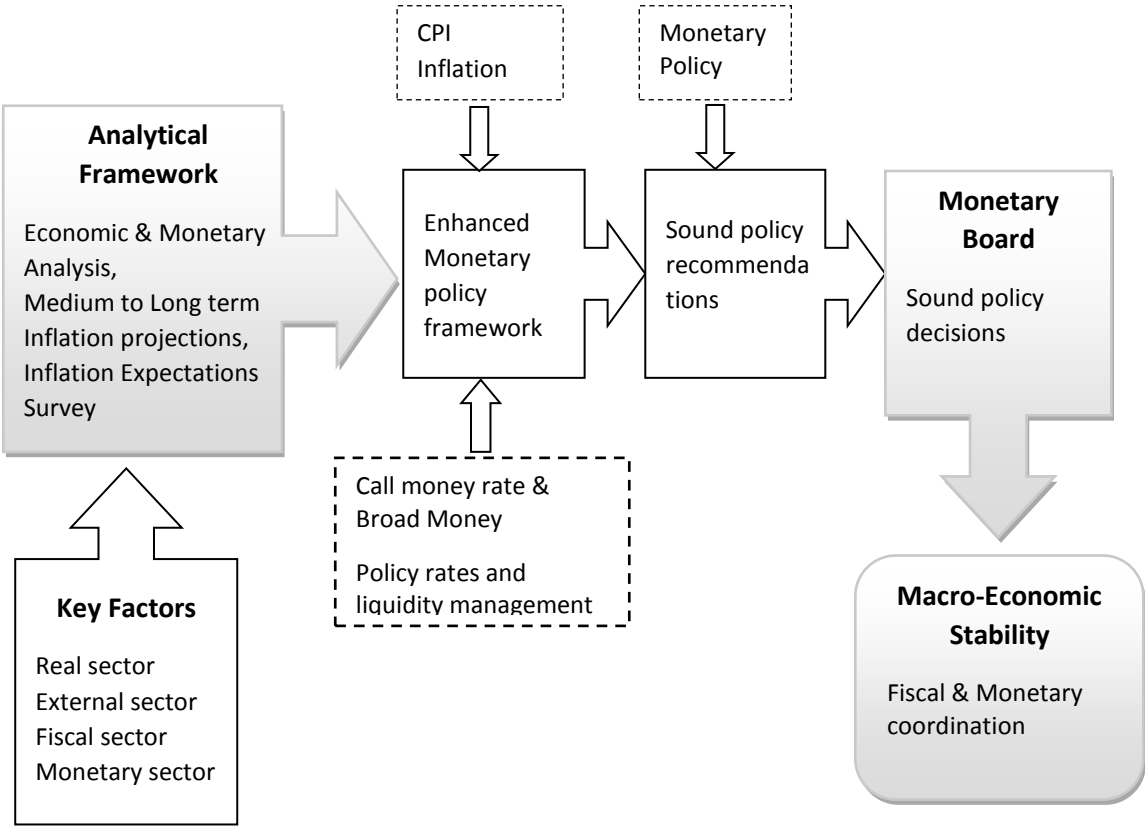 CPI
Inflation
Monetary
Policy
Analytical
Framework
Economic & Monetary
Analysis,
Medium to Long term
Inflation projections,
Inflation Expectations
Survey
Enhanced
Monetary
policy
framework
Sound policy
recommenda
tions
Monetary
Board
Sound policy
decisions
Call money rate &
Broad Money
Policy rates and
liquidity management
Key Factors
Real sector
External sector
Fiscal sector
Monetary sector
Macro-Economic
Stability
Fiscal & Monetary
coordination